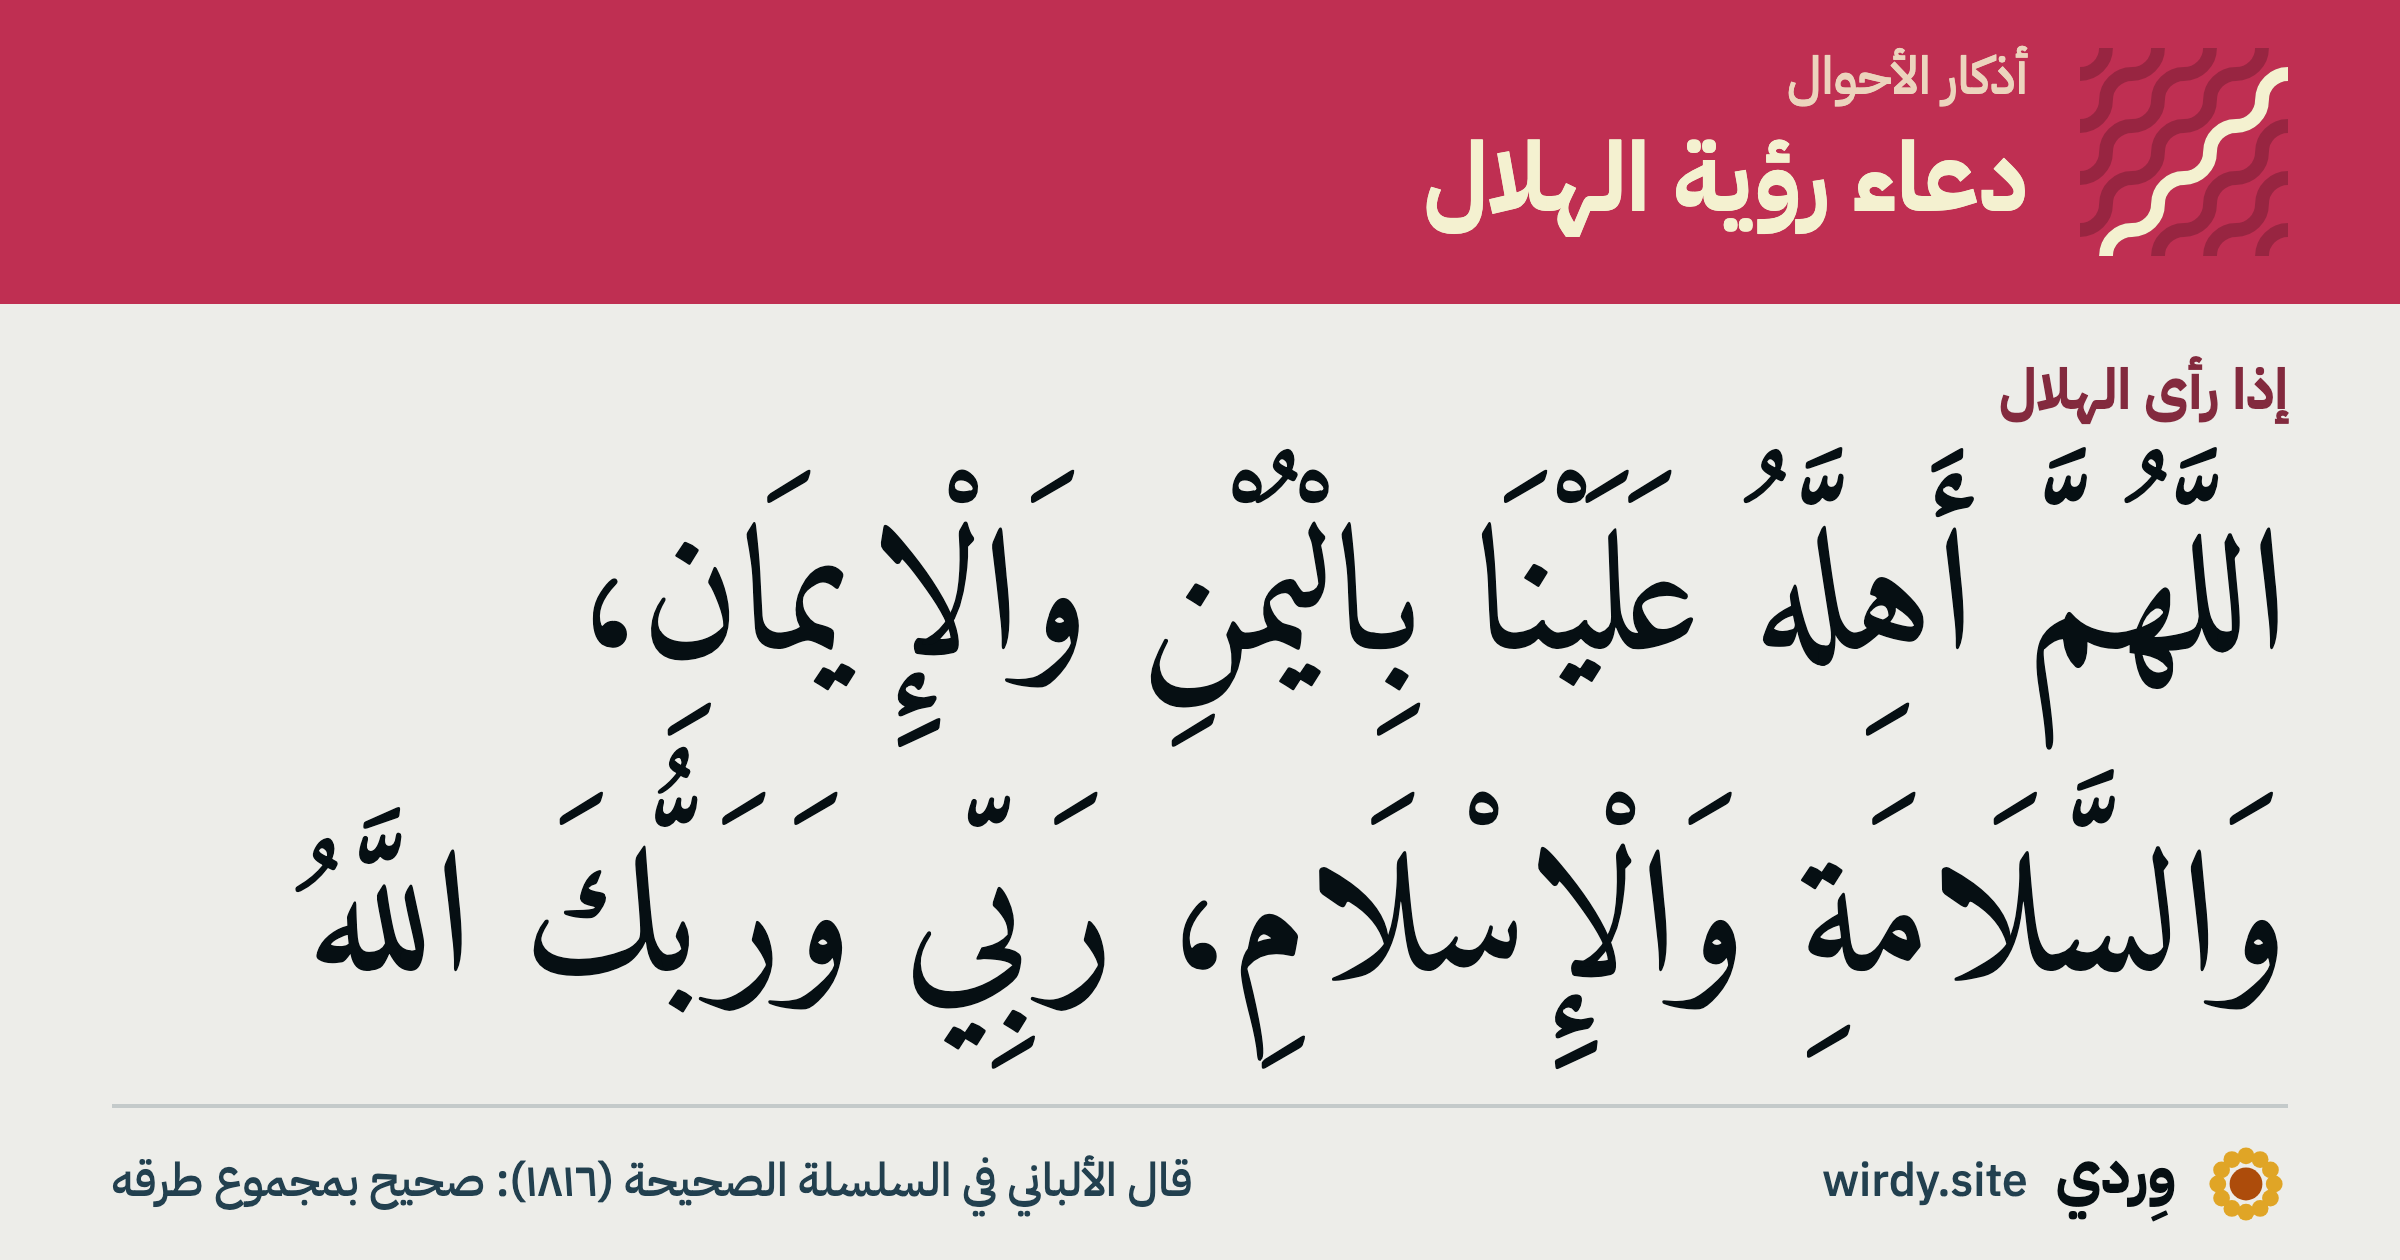 أذكار الأحوال
دعاء رؤية الهلال
إذا رأى الهلال
اللَّهُمَّ أَهِلَّهُ عَلَيْنَا بِالْيُمْنِ وَالْإِيمَانِ،
وَالسَّلَامَةِ وَالْإِسْلَامِ، رَبِّي وَرَبُّكَ اللَّهُ
وِردي wirdy.site
قال الألباني في السلسلة الصحيحة (١٨١٦): صحيح بمجموع طرقه